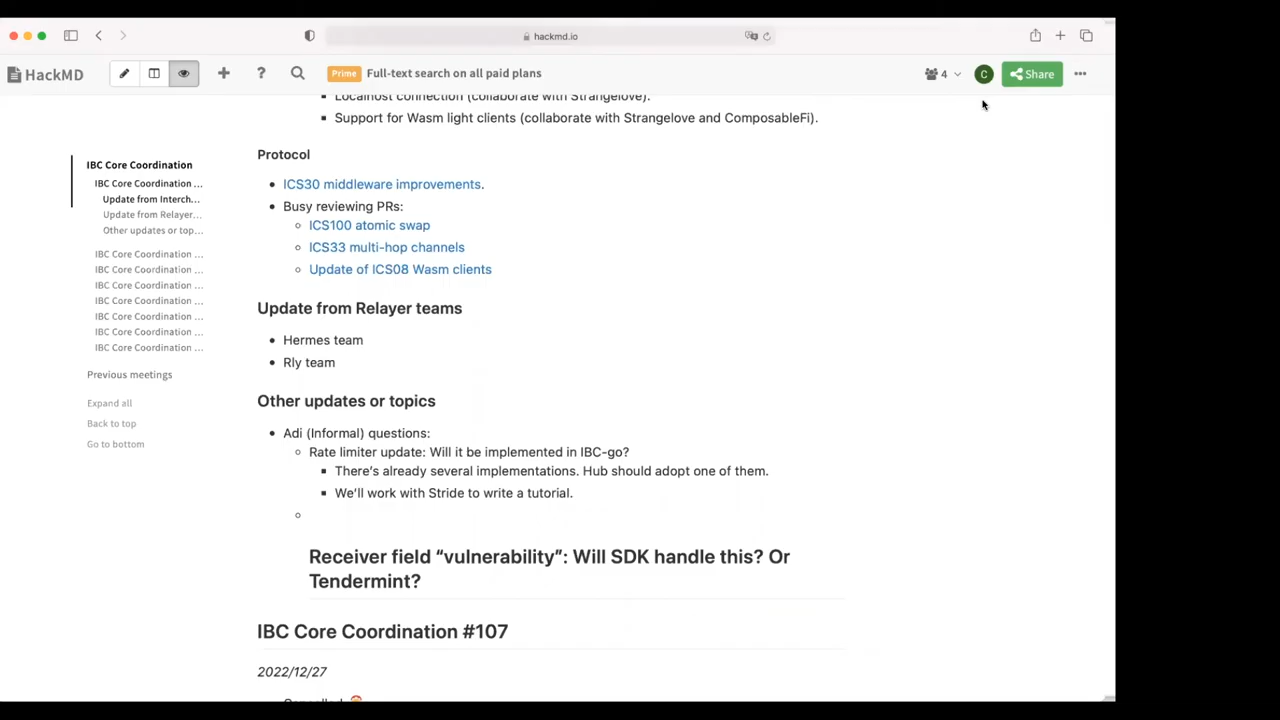 hackmd.io
HackMD
Prime Full-text search on all paid plans
4
C
Share
Localhost connection (collaborate with Strangelove).
Support for Wasm light clients (collaborate with Strangelove and ComposableFi).
IBC Core Coordination
IBC Core Coordination ...
Update from Interch...
Update from Relayer...
Other updates or top...
IBC Core Coordination ...
IBC Core Coordination ...
IBC Core Coordination ...
IBC Core Coordination ...
IBC Core Coordination ...
IBC Core Coordination ...
IBC Core Coordination ...
Previous meetings
Expand all
Back to top
Go to bottom
Protocol
ICS30 middleware improvements.
Busy reviewing PRs:
ICS100 atomic swap
ICS33 multi-hop channels
Update of ICS08 Wasm clients
Update from Relayer teams
Hermes team
Rly team
Other updates or topics
Adi (Informal) questions:
Rate limiter update: Will it be implemented in IBC-go?
There's already several implementations. Hub should adopt one of them.
We'll work with Stride to write a tutorial.
Receiver field “vulnerability”: Will SDK handle this? Or
Tendermint?
IBC Core Coordination #107
2022/12/27